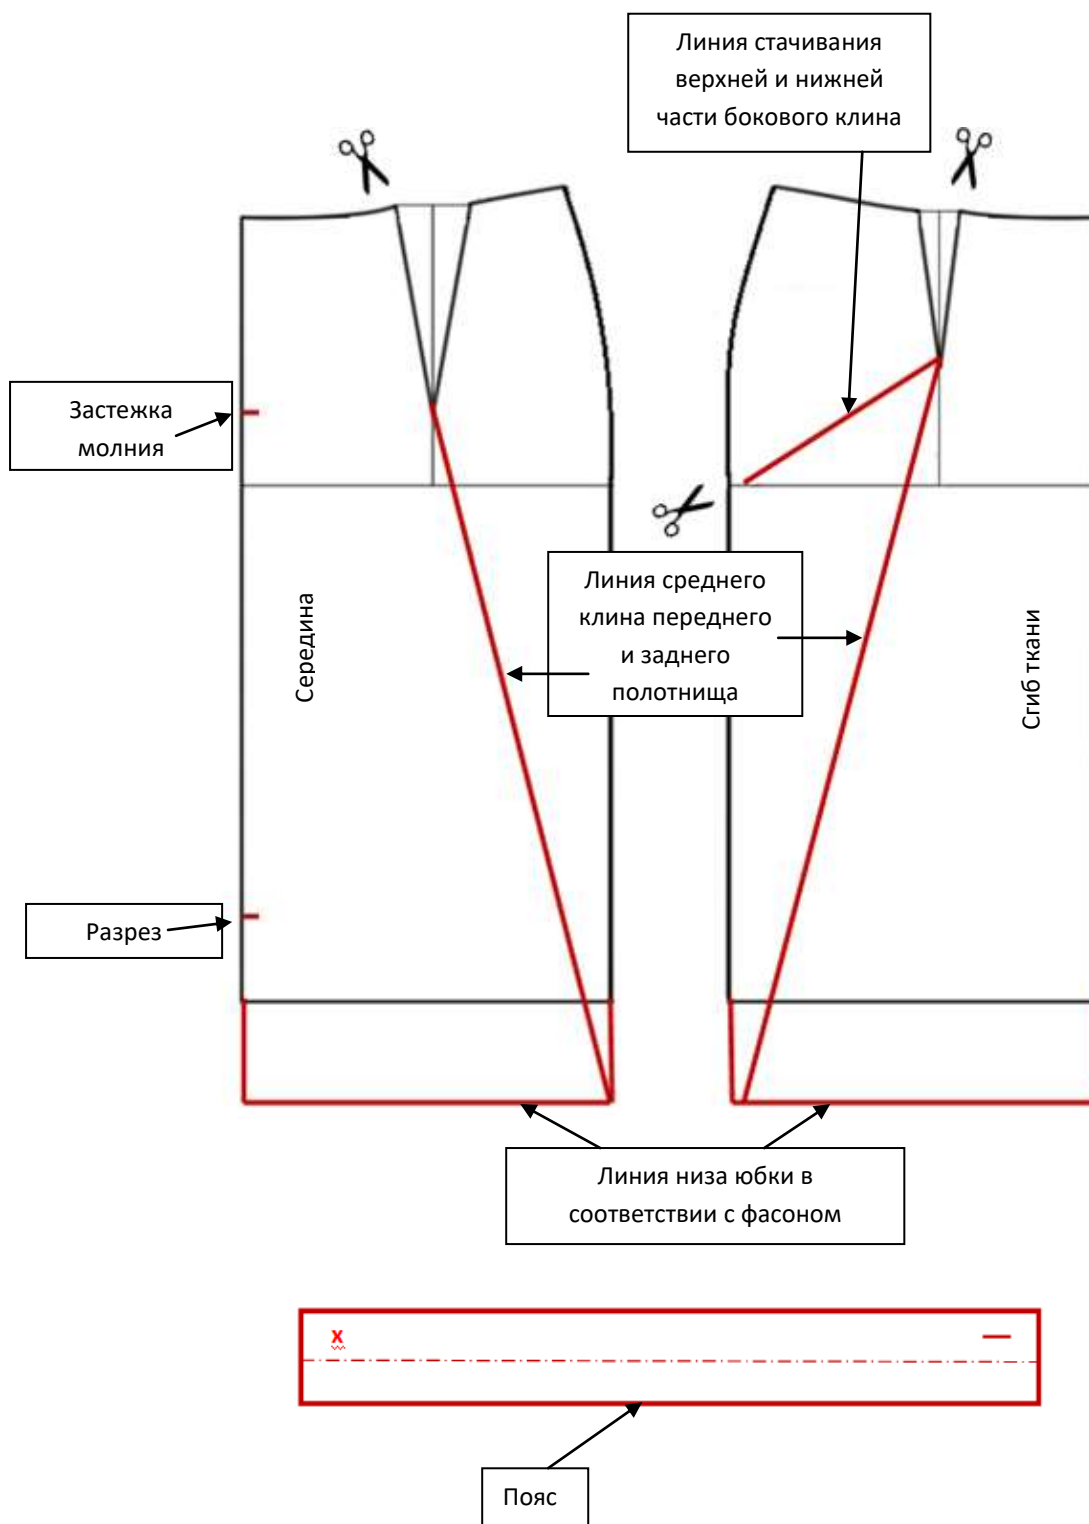 Линия стачивания
верхней и нижней
части бокового клина
Застежка
молния
Линия среднего
клина переднего
и заднего
полотнища
Середина
Сгиб ткани
Разрез
Линия низа юбки в
соответствии с фасоном
х
Пояс